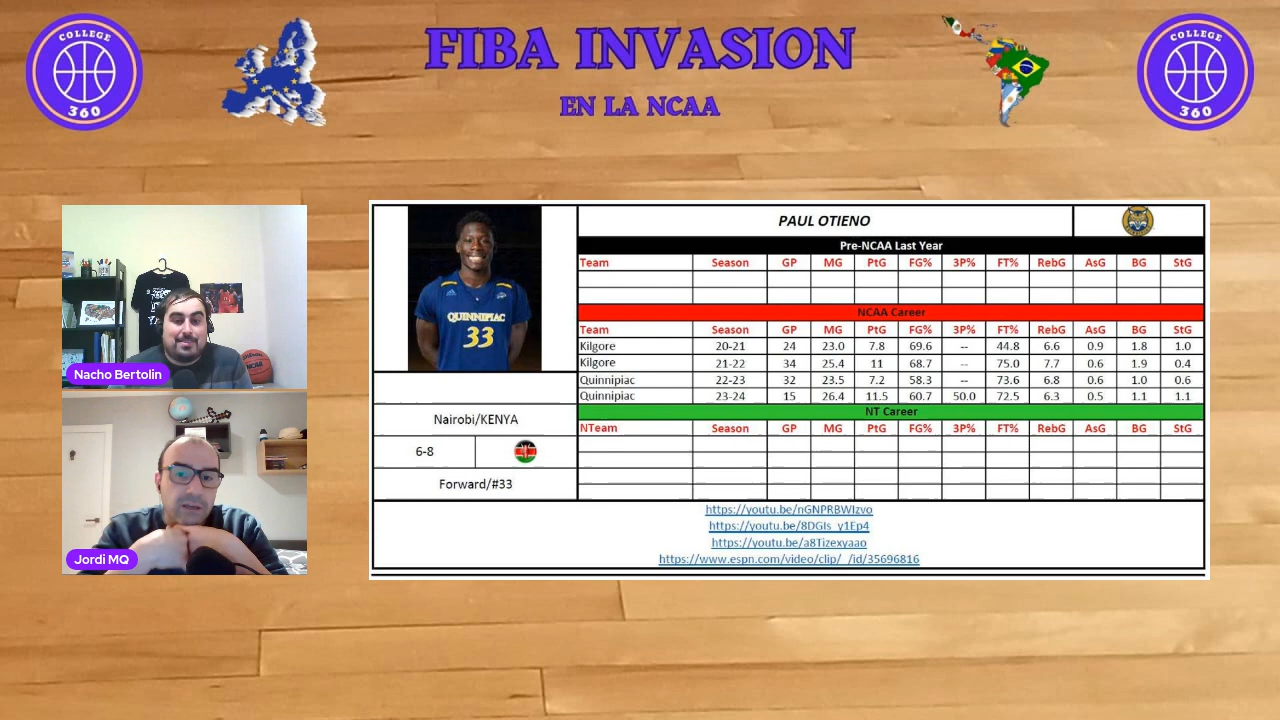 COLLEGE
360
FIBA INVASION
EN LA NCAA
COLLEGE
360
Nacho Bertolin
Jordi MQ
QUINNIPIAC
33
Nairobi/KENYA
6-8
Forward/#33
PAUL OTIENO
Pre-NCAA Last Year
Team Season GP MG PtG FG% 3P% FT% RebG AsG BG StG
NCAA Career
Team Season GP MG PtG FG% 3P% FT% RebG AsG BG StG
Kilgore 20-21 24 23.0 7.8 69.6 -- 44.8 6.6 0.9 1.8 1.0
Kilgore 21-22 34 25.4 11 68.7 -- 75.0 7.7 0.6 1.9 0.4
Quinnipiac 22-23 32 23.5 7.2 58.3 -- 73.6 6.8 0.6 1.0 0.6
Quinnipiac 23-24 15 26.4 11.5 60.7 50.0 72.5 6.3 0.5 1.1 1.1
NT Career
NTeam Season GP MG PtG FG% 3P% FT% RebG AsG BG StG
https://youtu.be/nGNPRBWIzvo
https://youtu.be/8DGIs_y1Ep4
https://youtu.be/a8Tizexyaao
https://www.espn.com/video/clip/_/id/35696816